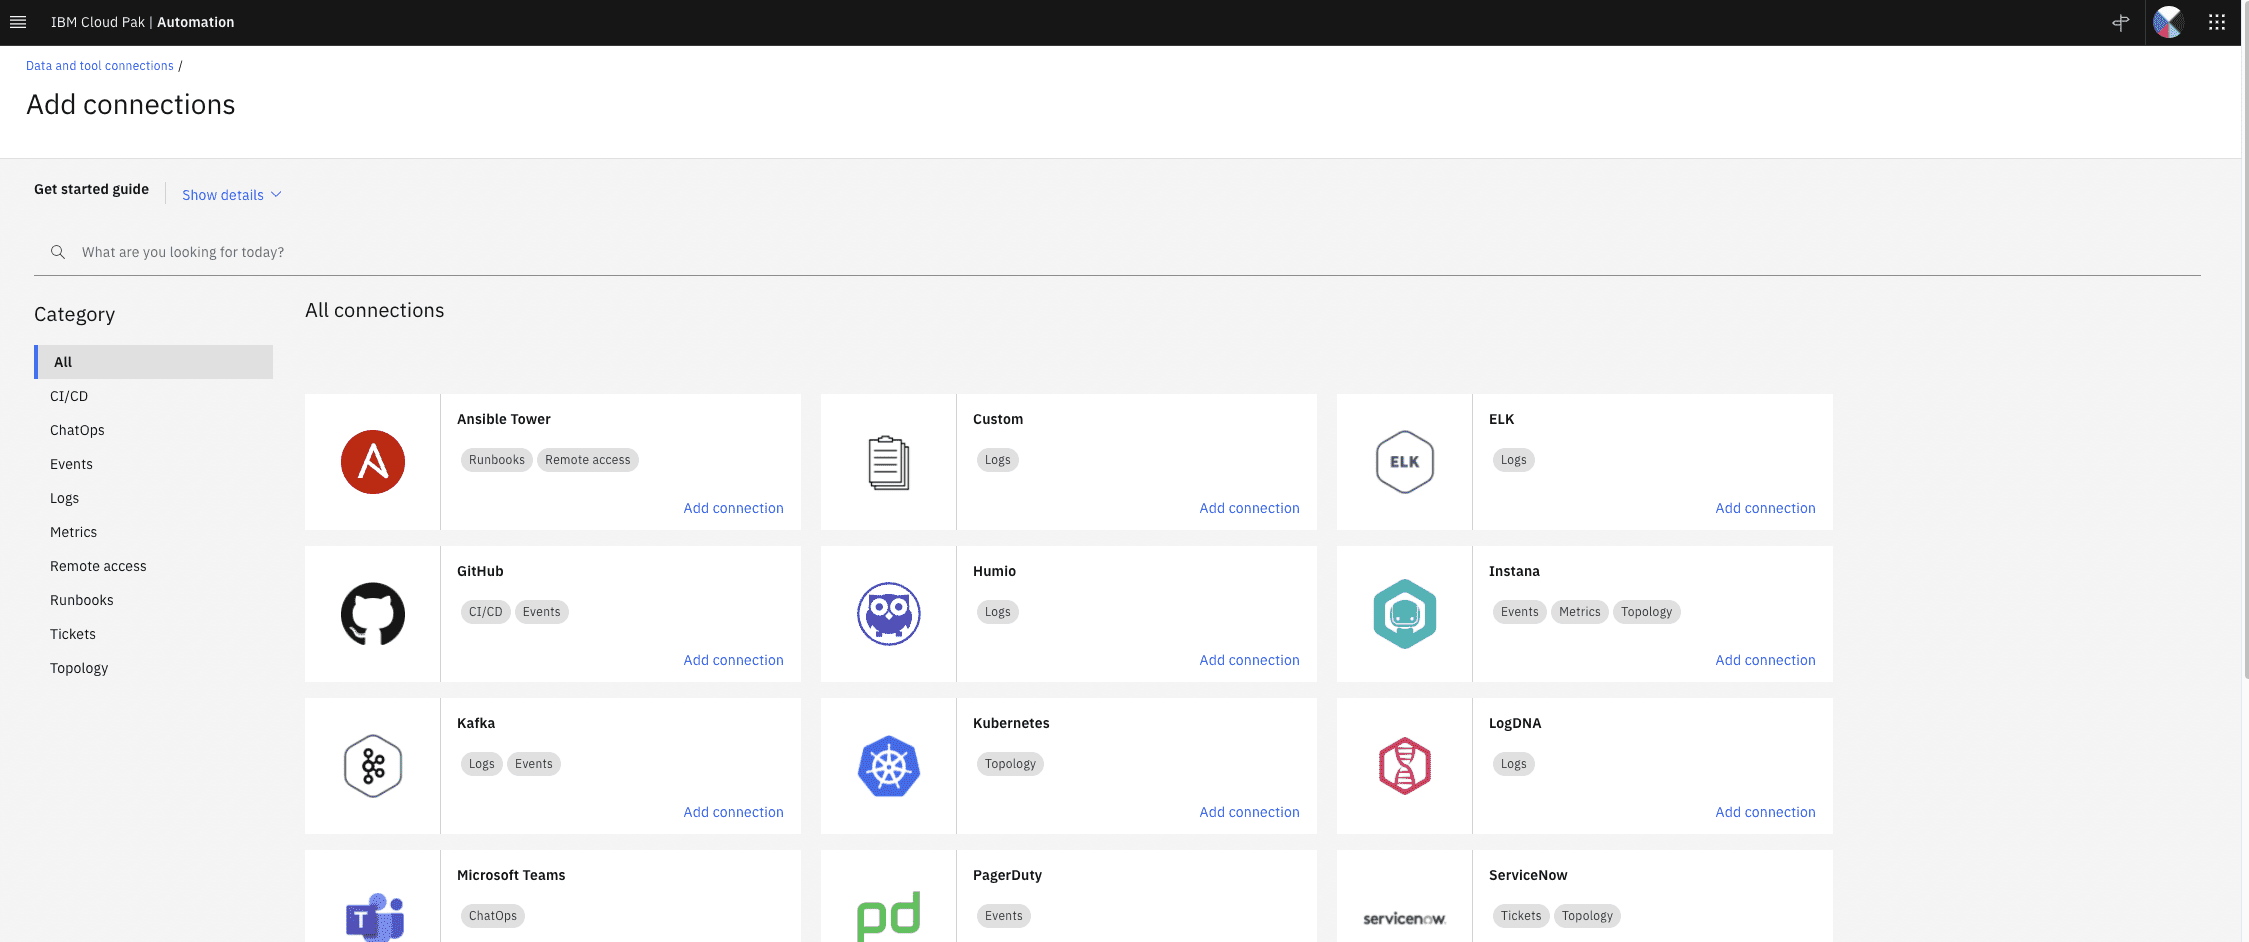 IBM Cloud Pak | Automation
Data and tool connections /
Add connections
Get started guide
Show details
What are you looking for today?
Category
All
CI/CD
ChatOps
Events
Logs
Metrics
Remote access
Runbooks
Tickets
Topology
All connections
Ansible Tower
Runbooks Remote access
Add connection
Custom
Logs
Add connection
ELK
ELK
Logs
Add connection
GitHub
CI/CD Events
Add connection
Humio
Logs
Add connection
Instana
Events Metrics Topology
Add connection
Kafka
Logs Events
Add connection
Kubernetes
Topology
Add connection
LogDNA
Logs
Add connection
T
Microsoft Teams
ChatOps
pd
PagerDuty
Events
servicenow
ServiceNow
Tickets Topology